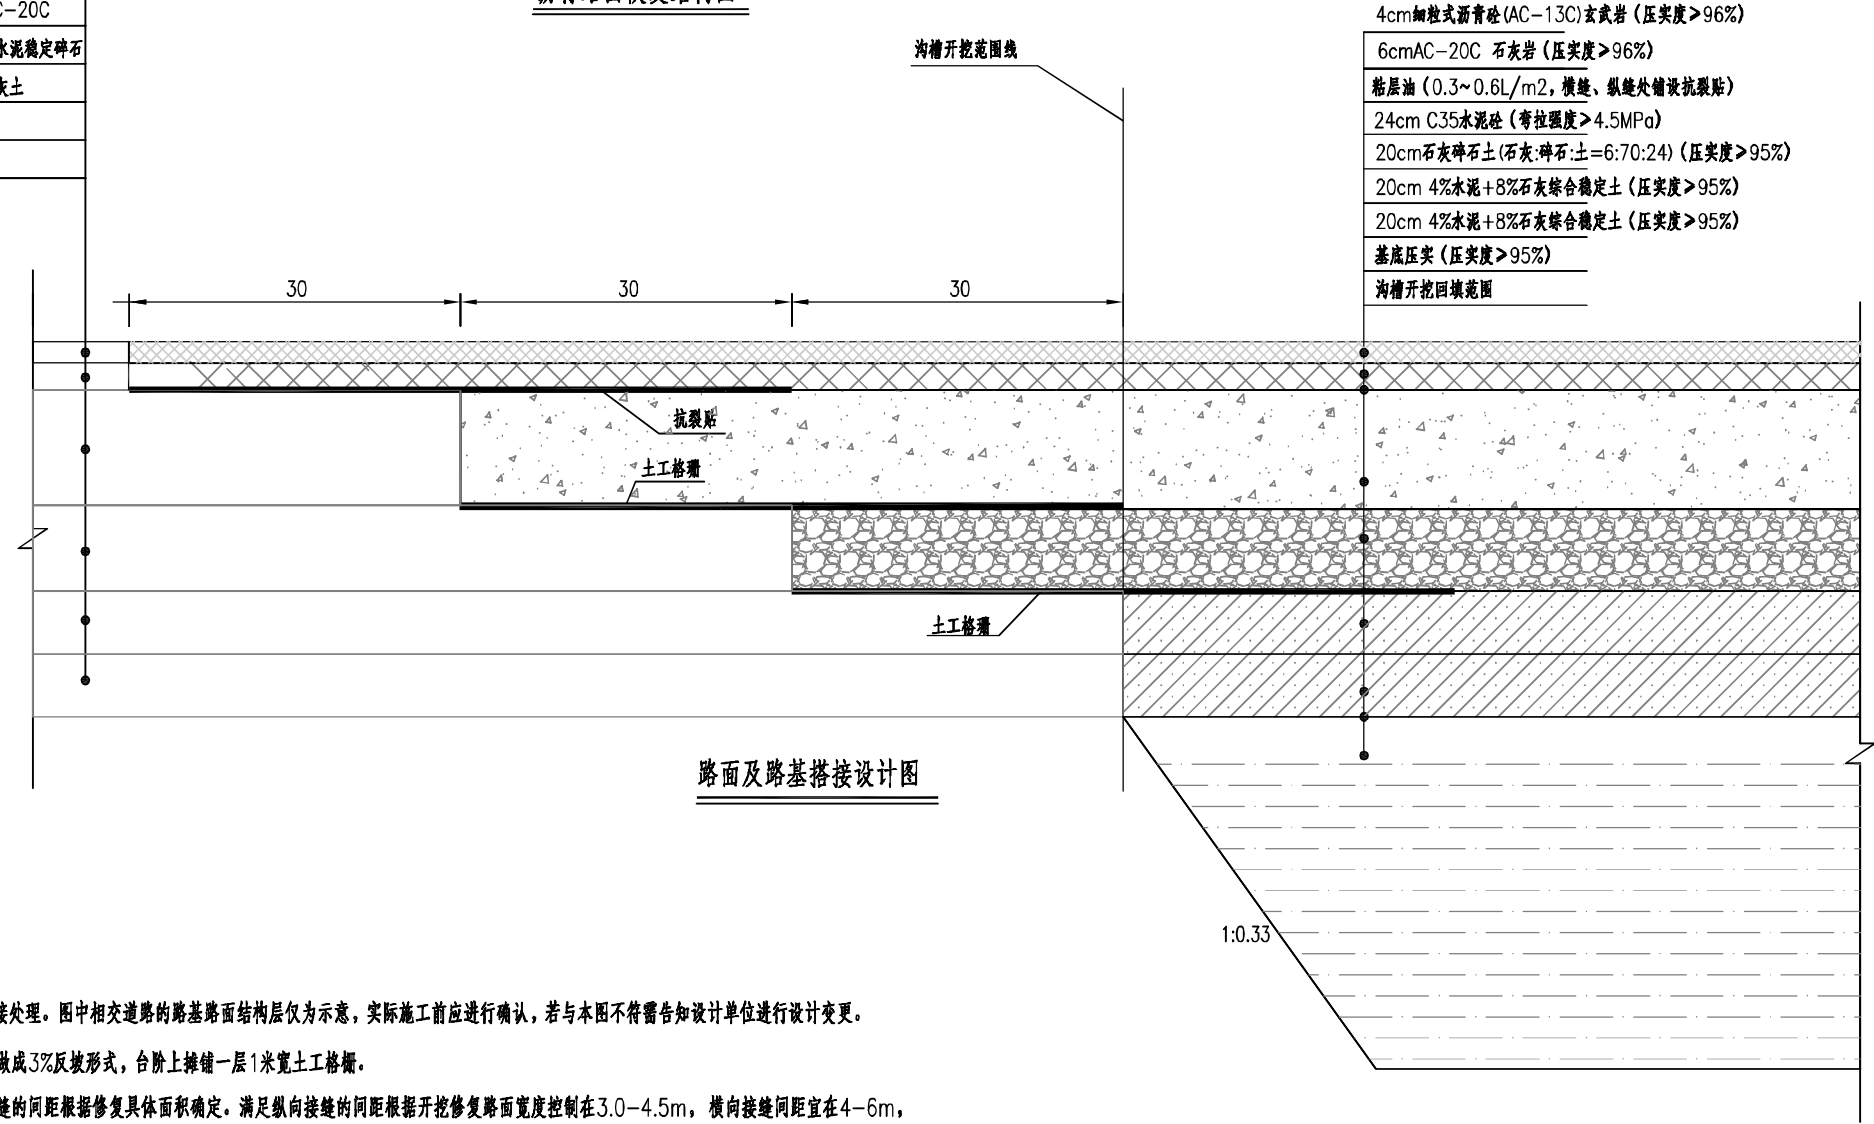 C-20C
水泥稳定碎石
灰土
沟槽开挖范围线
4cm细粒式沥青砼(AC-13C)玄武岩(压实度>96%)
6cmAC-20C 石灰岩(压实度>96%)
粘层油(0.3~0.6L/m2,横缝、纵缝处铺设抗裂贴)
24cm C35水泥砼(弯拉强度>4.5MPa)
20cm石灰碎石土(石灰:碎石:土=6:70:24)(压实度>95%)
20cm 4%水泥+8%石灰综合稳定土(压实度>95%)
20cm 4%水泥+8%石灰综合稳定土(压实度>95%)
基底压实(压实度>95%)
沟槽开挖回填范围
30
30
30
抗裂贴
土工格珊
土工格珊
路面及路基搭接设计图
1:0.33
接处理。图中相交道路的路基路面结构层仅为示意,实际施工前应进行确认,若与本图不符需告知设计单位进行设计变更。
做成3%反坡形式,台阶上摊铺一层1米宽土工格栅。
缝的间距根据修复具体面积确定。满足纵向接缝的间距根据开挖修复路面宽度控制在3.0-4.5m, 横向接缝间距宜在4-6m,